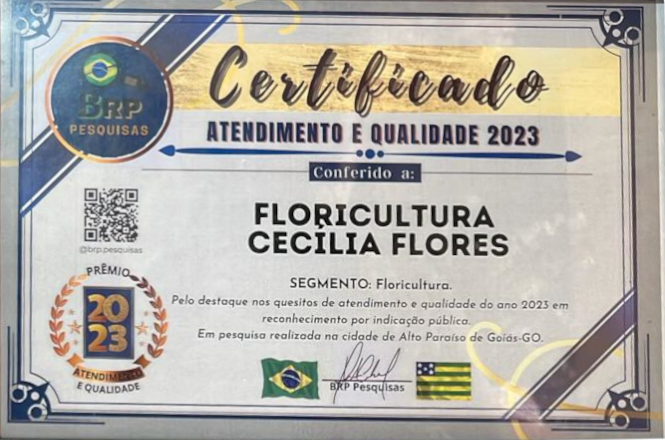 BRP
PESQUISAS
Certificado
ATENDIMENTO E QUALIDADE 2023
Conferido a:
FLORICULTURA
CECÍLIA FLORES
@brp.pesquisas
SEGMENTO: Floricultura.
Pelo destaque nos quesitos de atendimento e qualidade do ano 2023 em
reconhecimento por indicação pública.
Em pesquisa realizada na cidade de Alto Paraíso de Goiás-GO.
PRÊMIO
20
23
ATENDIMENTO
E QUALIDADE
BRP Pesquisas